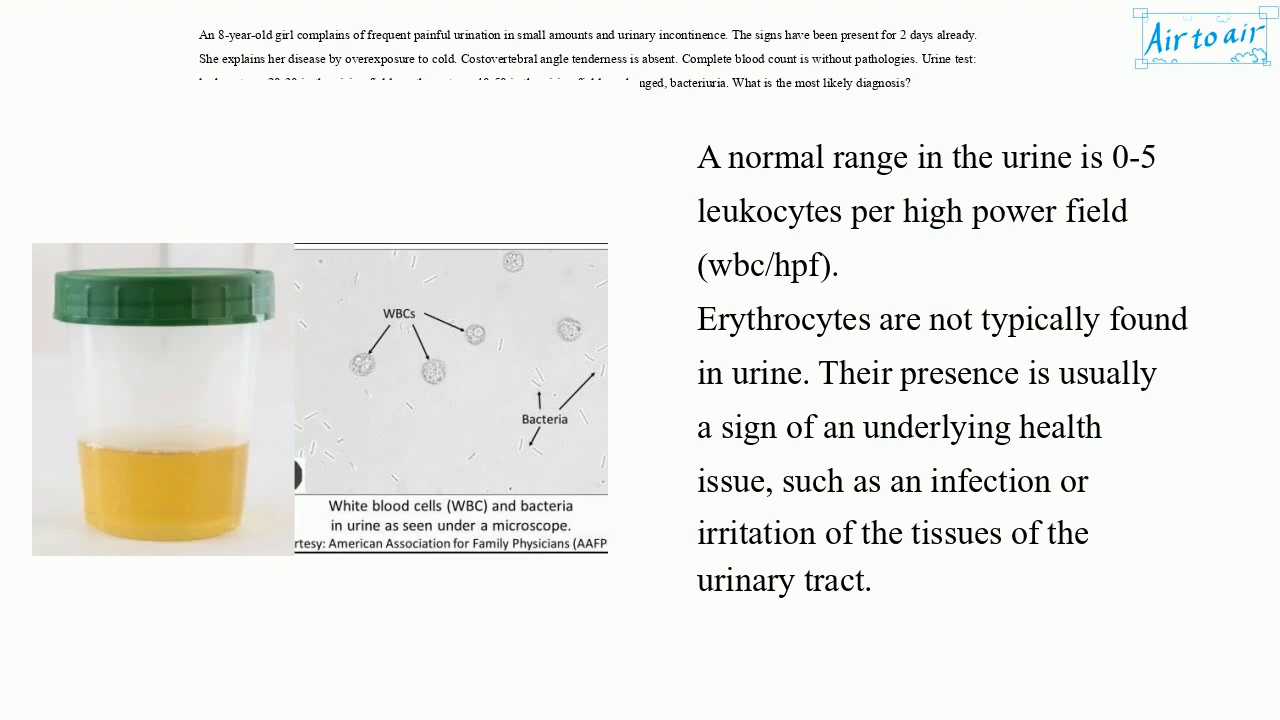 An 8-year-old girl complains of frequent painful urination in small amounts and urinary incontinence. The signs have been present for 2 days already.
She explains her disease by overexposure to cold. Costovertebral angle tenderness is absent. Complete blood count is without pathologies. Urine test:
nged, bacteriuria. What is the most likely diagnosis?
Air to air
A normal range in the urine is 0-5
leukocytes per high power field
(wbc/hpf).
Erythrocytes are not typically found
in urine. Their presence is usually
a sign of an underlying health
issue, such as an infection or
irritation of the tissues of the
urinary tract.
WBCs
Bacteria
White blood cells (WBC) and bacteria
in urine as seen under a microscope.
rtesy: American Association for Family Physicians (AAFP